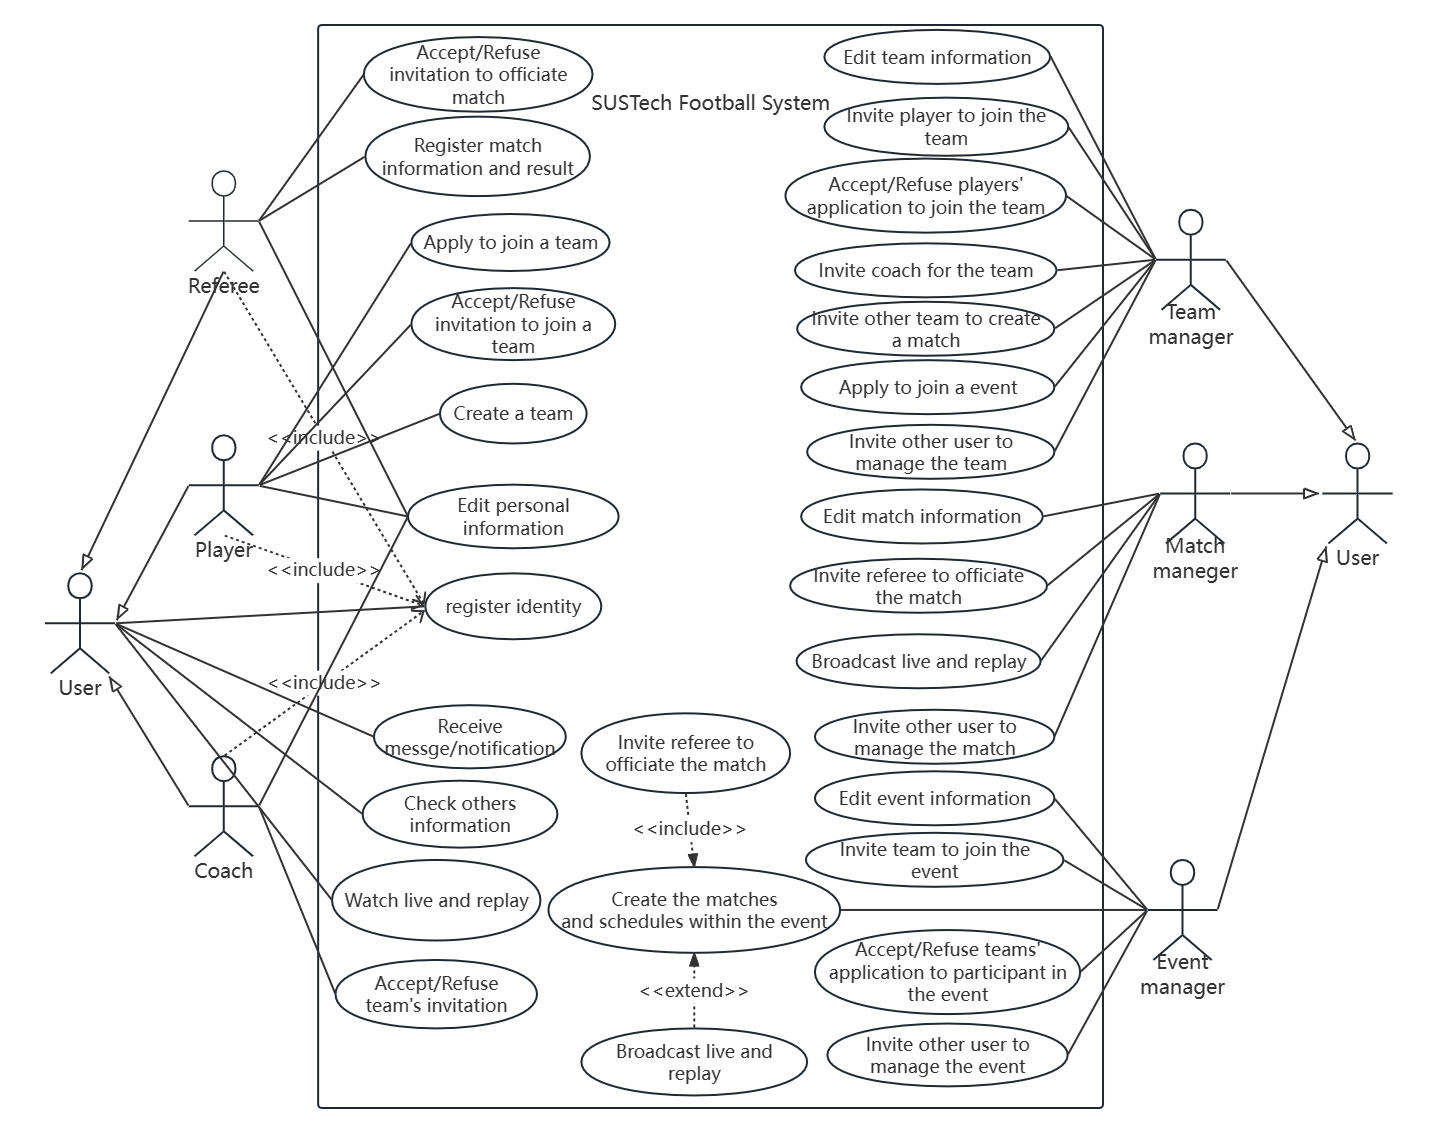 SUSTech Football System
Accept/Refuse
invitation to officiate
match
Register match
information and result
Apply to join a team
Accept/Refuse
invitation to join a
team
Create a team
Edit personal
information
register identity
Receive
messge/notification
Check others
information
Watch live and replay
Accept/Refuse
team's invitation
Referee
Player
User
Coach
<<include>>
<<include>>
<<include>>
Invite referee to
officiate the match
<<include>>
Create the matches
and schedules within the event
<<extend>>
Broadcast live and
replay
Edit team information
Invite player to join the
team
Accept/Refuse players'
application to join the team
Invite coach for the team
Invite other team to create
a match
Apply to join a event
Invite other user to
manage the team
Edit match information
Invite referee to officiate
the match
Broadcast live and replay
Invite other user to
manage the match
Edit event information
Invite team to join the
event
Accept/Refuse teams'
application to participant in
the event
Invite other user to
manage the event
Team
manager
Match
maneger
User
Event
manager